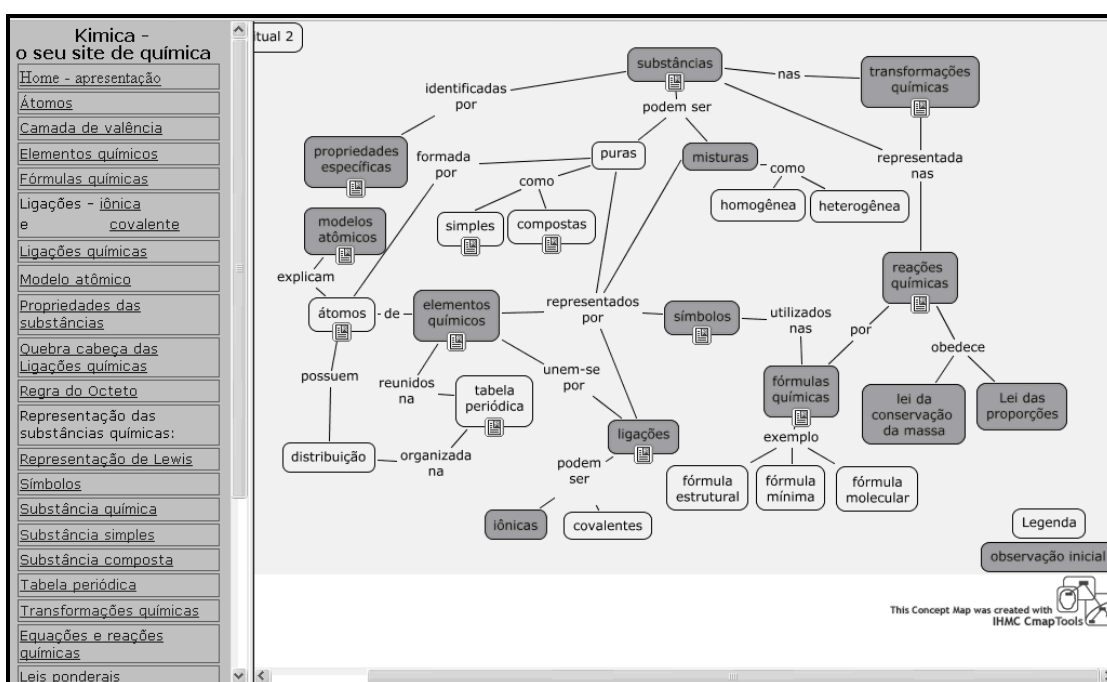 Kimica -
o seu site de química
Home - apresentação
Átomos
Camada de valência
Elementos químicos
Fórmulas químicas
Ligações - iônica
e covalente
Ligações químicas
Modelo atômico
Propriedades das
substâncias
Quebra cabeça das
Ligações químicas
Regra do Octeto
Representação das
substâncias químicas:
Representação de Lewis
Símbolos
Substância química
Substância simples
Substância composta
Tabela periódica
Transformações químicas
Equações e reações
químicas
Leis ponderais
itual 2
substâncias
nas
transformações
químicas
identificadas
por
podem ser
propriedades
específicas
formada
por
puras
misturas
representada
nas
como
como
homogênea
heterogênea
simples
compostas
modelos
atômicos
explicam
átomos
de
elementos
químicos
representados
por
símbolos
utilizados
nas
reações
químicas
por
obedece
possuem
reunidos
na
unem-se
por
tabela
periódica
fórmulas
químicas
lei da
conservação
da massa
Lei das
proporções
ligações
exemplo
distribuição
organizada
na
podem
ser
fórmula
estrutural
fórmula
mínima
fórmula
molecular
iônicas
covalentes
Legenda
observação inicial
This Concept Map was created with
IHMC CmapTools